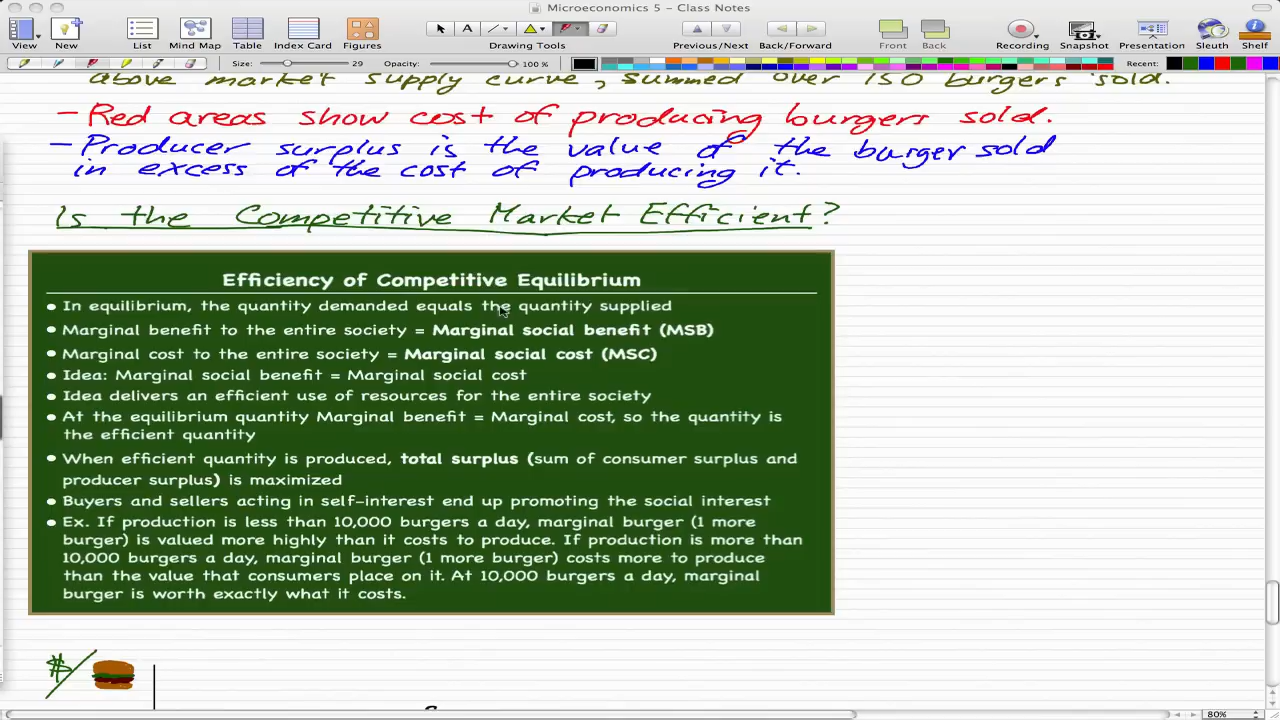 Microeconomics 5 - Class Notes
View New List Mind Map Table Index Card Figures Drawing Tools Previous/Next Back/Forward Front Back Recording Snapshot Presentation Sleuth Shelf
Size: 29 Opacity: 100 % Recent:
above market supply curve, summed over 150 burgers sold.
- Red areas show cost of producing burgers sold.
- Producer surplus is the value of the burger sold
in excess of the cost of producing it.
Is the Competitive Market Efficient?
Efficiency of Competitive Equilibrium
• In equilibrium, the quantity demanded equals the quantity supplied
• Marginal benefit to the entire society = Marginal social benefit (MSB)
• Marginal cost to the entire society = Marginal social cost (MSC)
• Idea: Marginal social benefit = Marginal social cost
• Idea delivers an efficient use of resources for the entire society
• At the equilibrium quantity Marginal benefit = Marginal cost, so the quantity is
the efficient quantity
• When efficient quantity is produced, total surplus (sum of consumer surplus and
producer surplus) is maximized
• Buyers and sellers acting in self-interest end up promoting the social interest
• Ex. If production is less than 10,000 burgers a day, marginal burger (1 more
burger) is valued more highly than it costs to produce. If production is more than
10,000 burgers a day, marginal burger (1 more burger) costs more to produce
than the value that consumers place on it. At 10,000 burgers a day, marginal
burger is worth exactly what it costs.
$/
80%